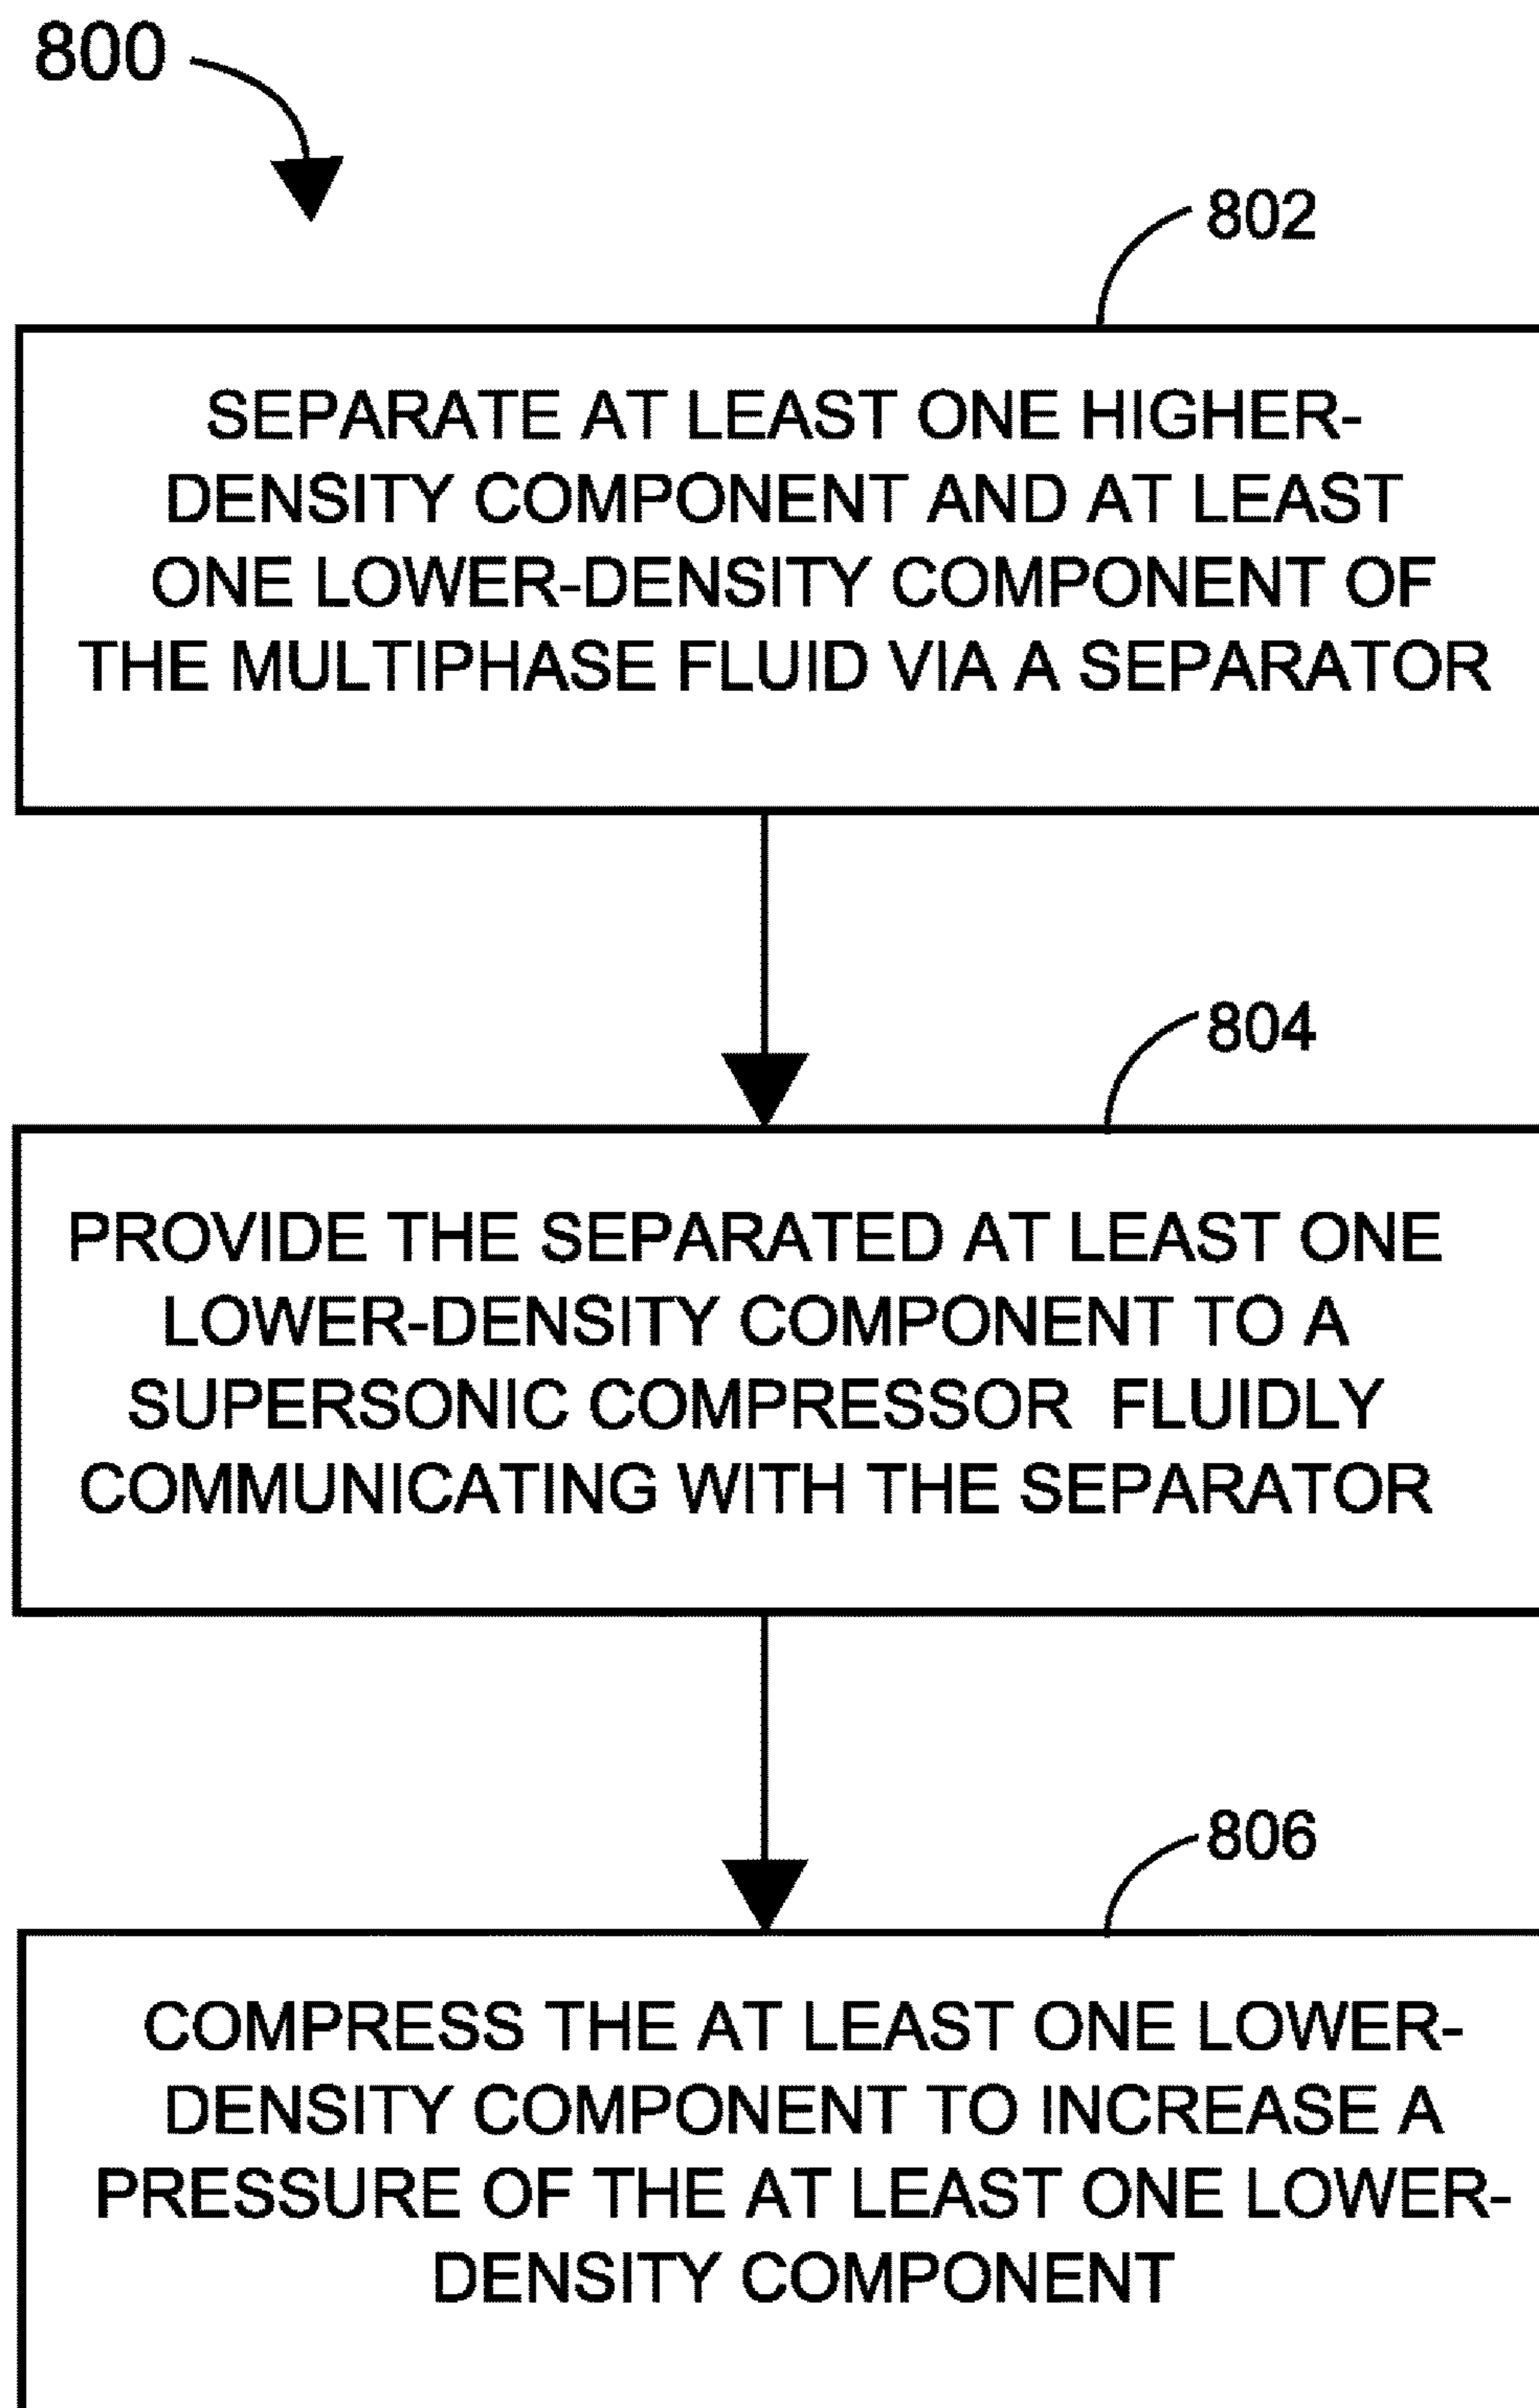 800
802
SEPARATE AT LEAST ONE HIGHER-
DENSITY COMPONENT AND AT LEAST
ONE LOWER-DENSITY COMPONENT OF
THE MULTIPHASE FLUID VIA A SEPARATOR
804
PROVIDE THE SEPARATED AT LEAST ONE
LOWER-DENSITY COMPONENT TO A
SUPERSONIC COMPRESSOR FLUIDLY
COMMUNICATING WITH THE SEPARATOR
806
COMPRESS THE AT LEAST ONE LOWER-
DENSITY COMPONENT TO INCREASE A
PRESSURE OF THE AT LEAST ONE LOWER-
DENSITY COMPONENT